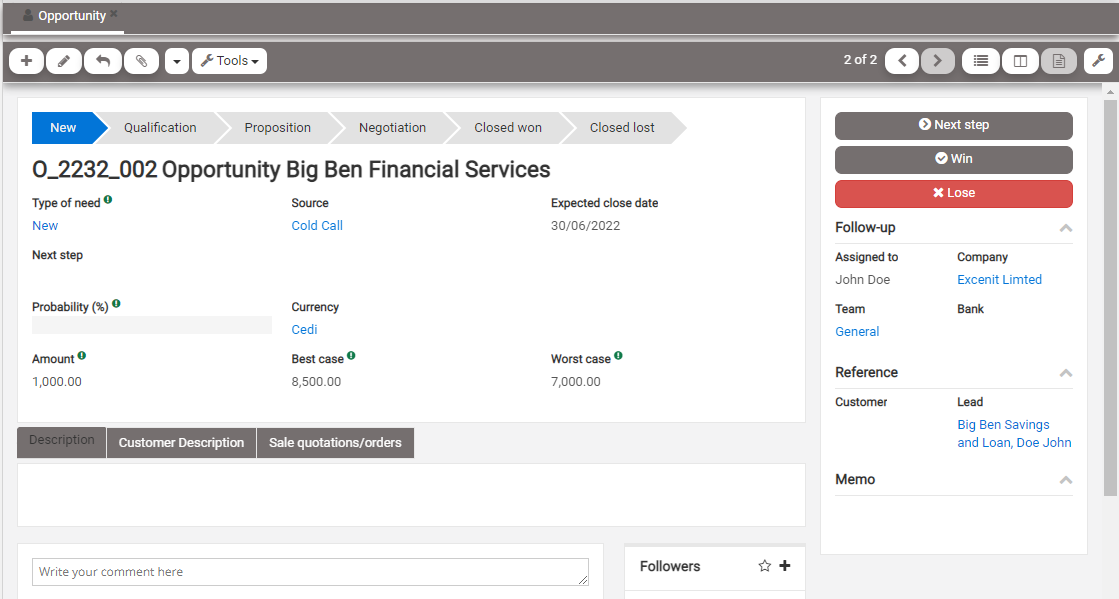 Opportunity
Tools
2 of 2
New Qualification Proposition Negotiation Closed won Closed lost
O_2232_002 Opportunity Big Ben Financial Services
Type of need Source Expected close date
New Cold Call 30/06/2022
Next step
Probability (%) Currency
Cedi
Amount Best case Worst case
1,000.00 8,500.00 7,000.00
Description Customer Description Sale quotations/orders
Write your comment here
Followers
Next step
Win
Lose
Follow-up
Assigned to Company
John Doe Excenit Limted
Team Bank
General
Reference
Customer Lead
Big Ben Savings
and Loan, Doe John
Memo